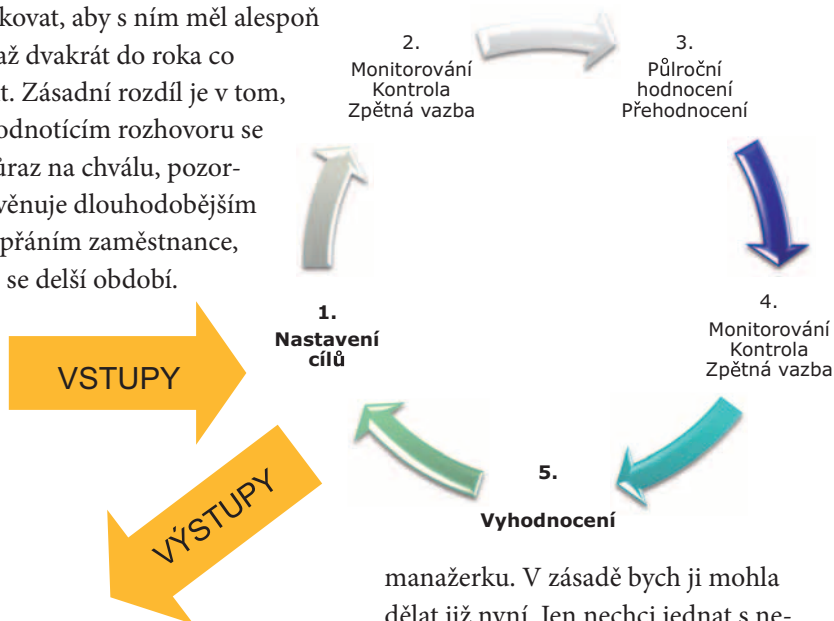 kovat, aby s ním měl alespoň
až dvakrát do roka co
t. Zásadní rozdíl je v tom,
odnotícím rozhovoru se
ůraz na chválu, pozor-
věnuje dlouhodobějším
přáním zaměstnance,
se delší období.
2.
Monitorování
Kontrola
Zpětná vazba
3.
Půlroční
hodnocení
Přehodnocení
4.
Monitorování
Kontrola
Zpětná vazba
1.
Nastavení
cílů
VSTUPY
5.
Vyhodnocení
VÝSTUPY
manažerku. V zásadě bych ji mohla
dělat již nyní. Jen nechci jednat s ne-